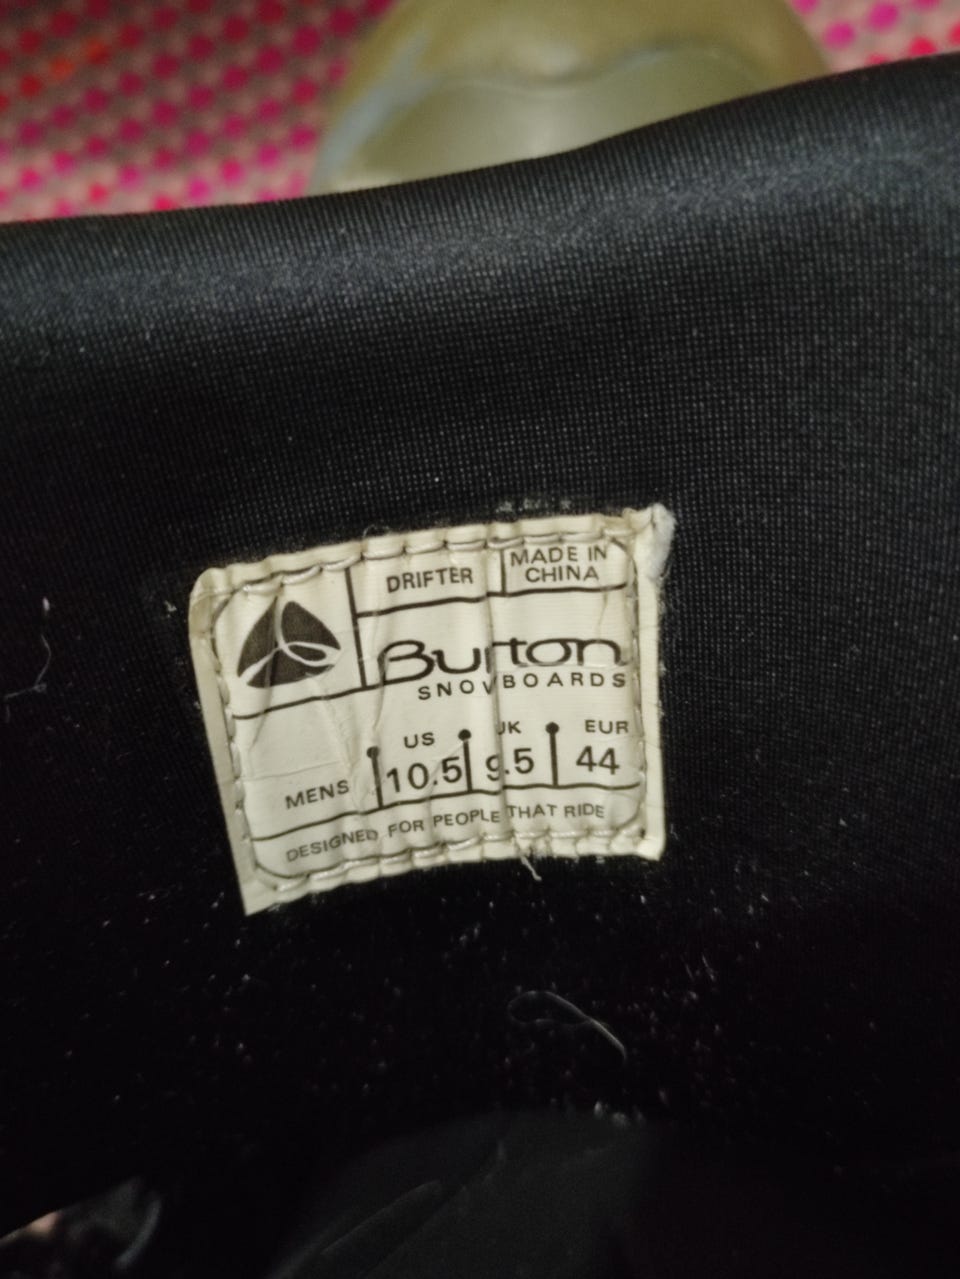 DRIFTER
MADE IN
CHINA
Burton
SNOWBOARDS
MENS
US
10.5
UK
9.5
EUR
44
DESIGNED FOR PEOPLE THAT RIDE